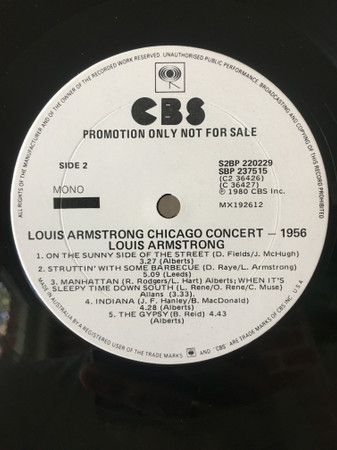 ALL RIGHTS OF THE MANUFACTURER AND OF THE OWNER OF THE RECORDED WORK RESERVED. UNAUTHORISED PUBLIC PERFORMANCE, BROADCASTING AND COPYING OF THIS RECORD PROHIBITED
CBS
PROMOTION ONLY NOT FOR SALE
SIDE 2
S2BP 220229
SBP 237515
(C2 36426)
(C 36427)
MONO
℗ 1980 CBS Inc.
MX192612
LOUIS ARMSTRONG CHICAGO CONCERT — 1956
LOUIS ARMSTRONG
1. ON THE SUNNY SIDE OF THE STREET (D. Fields/J. McHugh)
3.27 (Alberts)
2. STRUTTIN' WITH SOME BARBECUE (D. Raye/L. Armstrong)
5.09 (Leeds)
3. MANHATTAN (R. Rodgers/L. Hart) Alberts; WHEN IT'S
SLEEPY TIME DOWN SOUTH (L. Rene/O. Rene/C. Muse)
Allans (3.33).
4. INDIANA (J. F. Hanley/B. MacDonald)
4.28 (Alberts)
5. THE GYPSY (B. Reid) 4.43
(Alberts)
MADE IN AUSTRALIA BY A REGISTERED USER OF THE TRADE MARKS AND "CBS" ARE TRADE MARKS OF CBS INC. U.S.A.